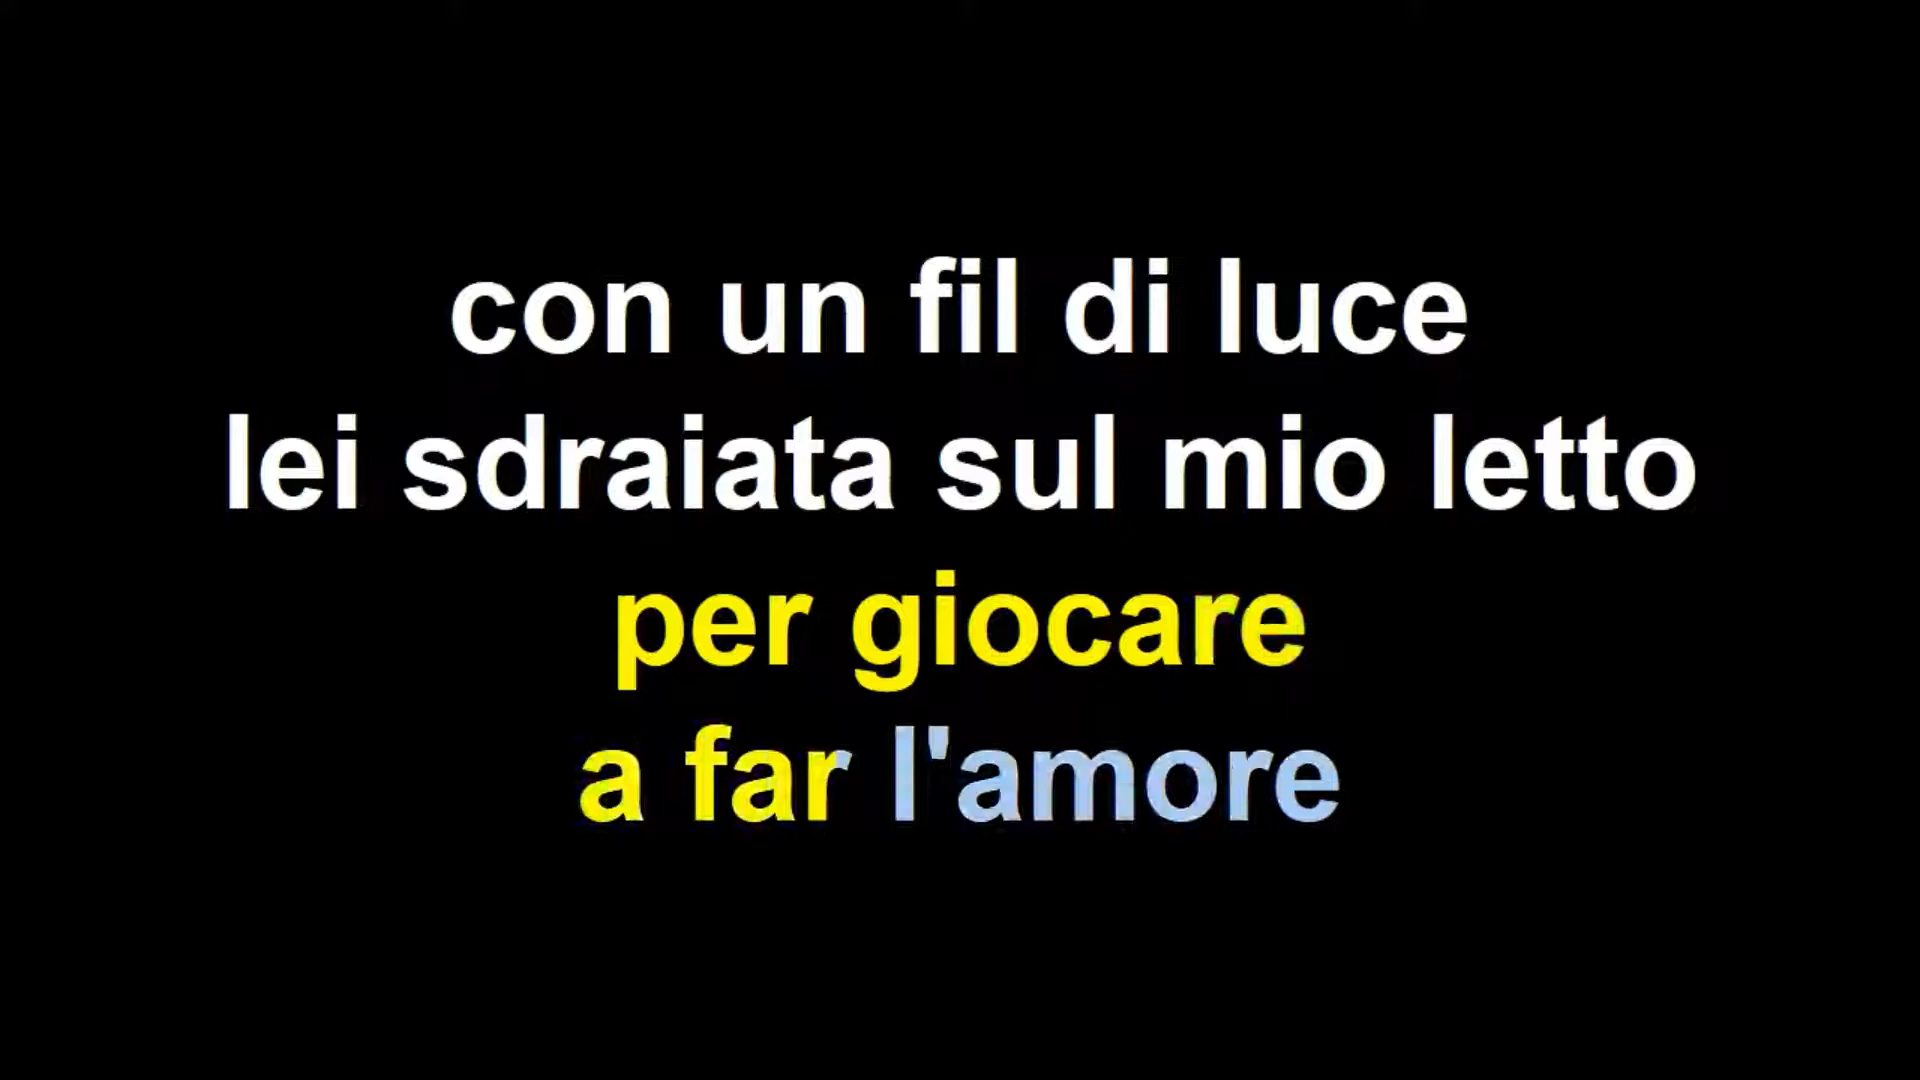 con un fil di luce
lei sdraiata sul mio letto
per giocare
a far l'amore